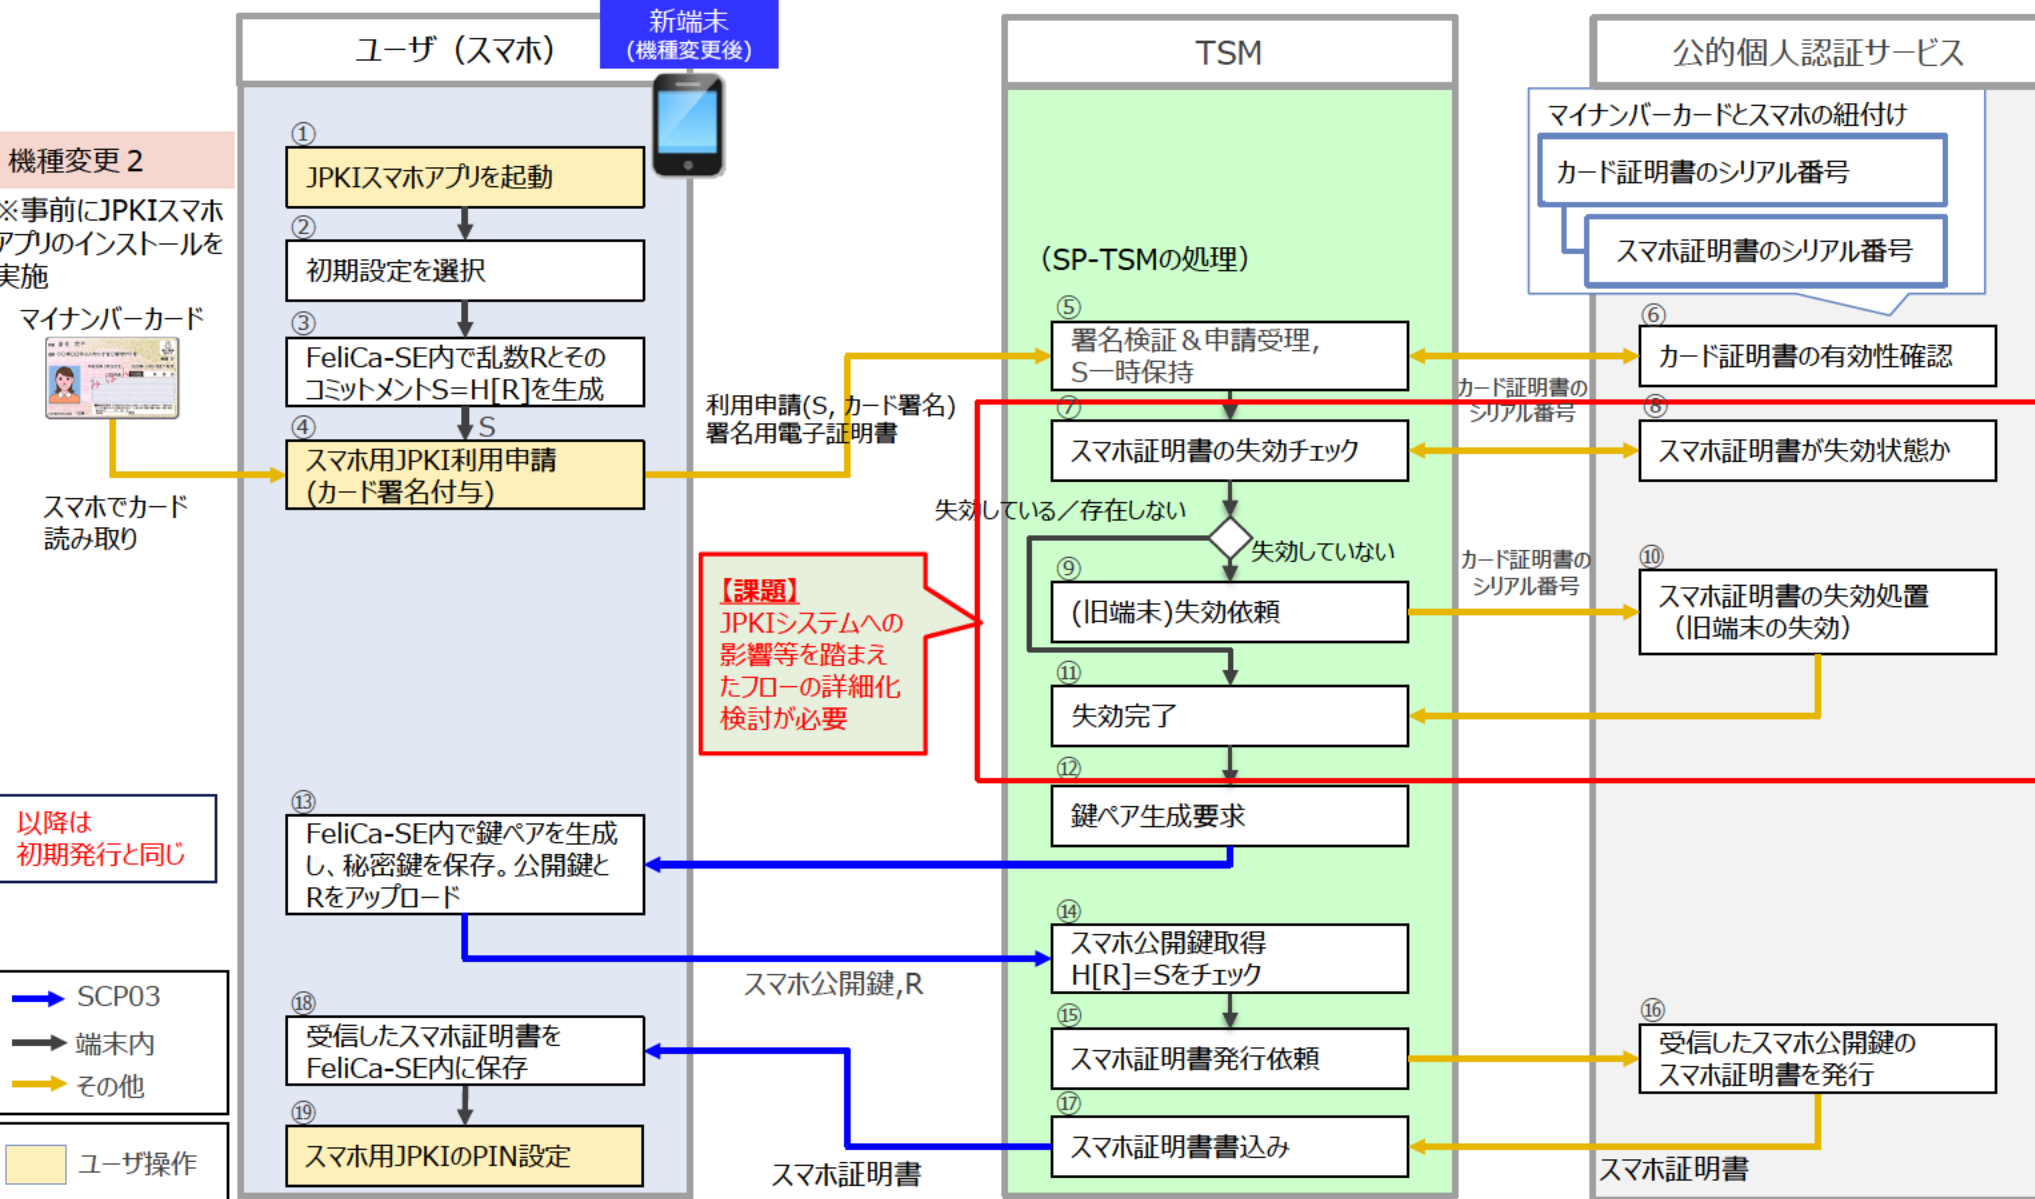 ユーザ（スマホ）
新端末
(機種変更後)
TSM
公的個人認証サービス
機種変更２
※事前にJPKIスマホ
アプリのインストールを
実施
マイナンバーカード
スマホでカード
読み取り
①
JPKIスマホアプリを起動
②
初期設定を選択
③
FeliCa-SE内で乱数Rとその
コミットメントS=H[R]を生成
S
④
スマホ用JPKI利用申請
(カード署名付与)
利用申請(S, カード署名)
署名用電子証明書
（SP-TSMの処理）
⑤
署名検証＆申請受理,
S一時保持
マイナンバーカードとスマホの紐付け
カード証明書のシリアル番号
スマホ証明書のシリアル番号
⑥
カード証明書の有効性確認
カード証明書の
シリアル番号
⑦
スマホ証明書の失効チェック
⑧
スマホ証明書が失効状態か
失効している／存在しない
失効していない
⑨
(旧端末)失効依頼
カード証明書の
シリアル番号
⑩
スマホ証明書の失効処置
（旧端末の失効）
【課題】
JPKIシステムへの
影響等を踏まえ
たフローの詳細化
検討が必要
⑪
失効完了
⑫
鍵ペア生成要求
以降は
初期発行と同じ
⑬
FeliCa-SE内で鍵ペアを生成
し、秘密鍵を保存。公開鍵と
Rをアップロード
スマホ公開鍵,R
⑭
スマホ公開鍵取得
H[R]=Sをチェック
⑮
スマホ証明書発行依頼
⑯
受信したスマホ公開鍵の
スマホ証明書を発行
⑰
スマホ証明書書込み
スマホ証明書
スマホ証明書
⑱
受信したスマホ証明書を
FeliCa-SE内に保存
⑲
スマホ用JPKIのPIN設定
SCP03
端末内
その他
ユーザ操作